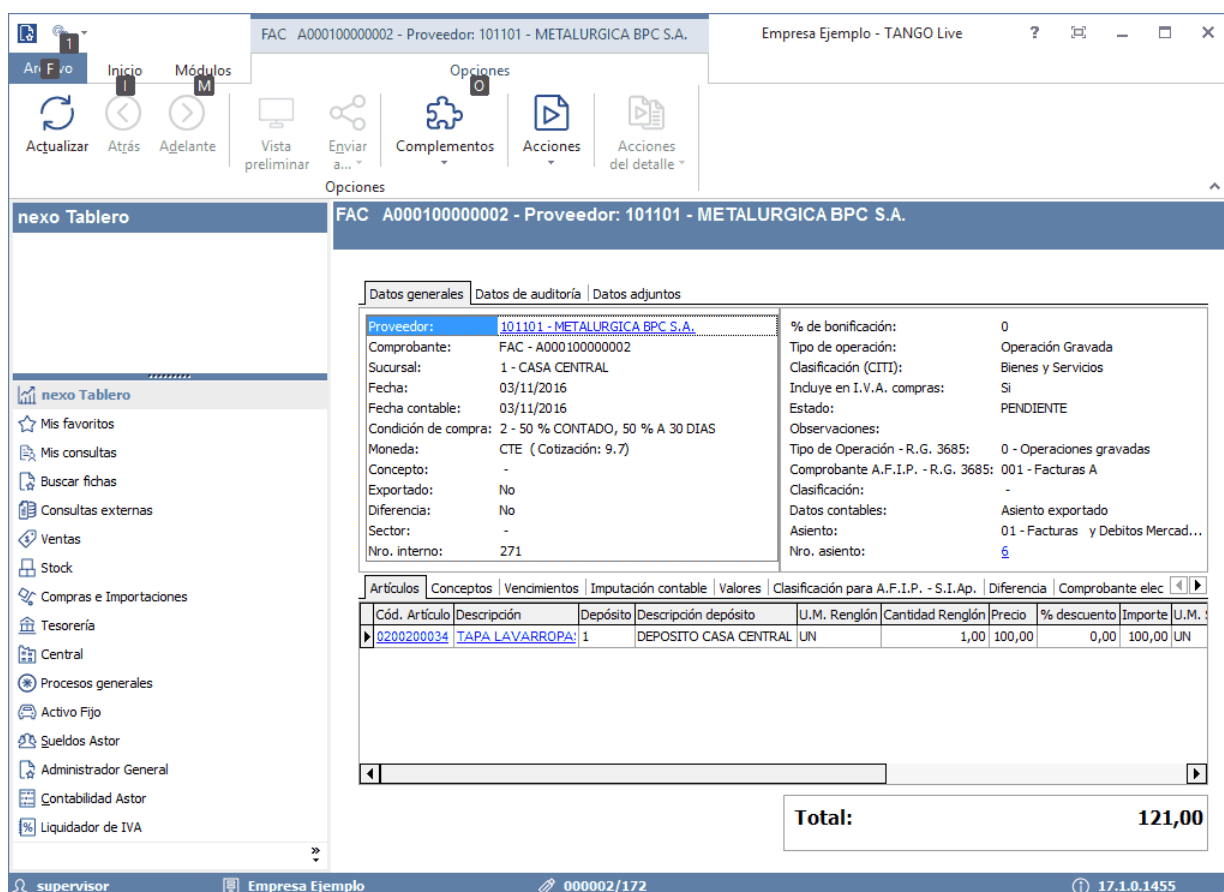 FAC A000100000002 - Proveedor: 101101 - METALURGICA BPC S.A.
Empresa Ejemplo - TANGO Live
?
1
F
Inicio
Módulos
Opciones
I
M
O
Actualizar
Atrás
Adelante
Vista preliminar
Enviar a...
Complementos
Acciones
Acciones del detalle
Opciones
nexo Tablero
FAC A000100000002 - Proveedor: 101101 - METALURGICA BPC S.A.
nexo Tablero
Mis favoritos
Mis consultas
Buscar fichas
Consultas externas
Ventas
Stock
Compras e Importaciones
Tesorería
Central
Procesos generales
Activo Fijo
Sueldos Astor
Administrador General
Contabilidad Astor
Liquidador de IVA
»
Datos generales Datos de auditoría Datos adjuntos
Proveedor: 101101 - METALURGICA BPC S.A.
Comprobante: FAC - A000100000002
Sucursal: 1 - CASA CENTRAL
Fecha: 03/11/2016
Fecha contable: 03/11/2016
Condición de compra: 2 - 50 % CONTADO, 50 % A 30 DIAS
Moneda: CTE ( Cotización: 9.7)
Concepto: -
Exportado: No
Diferencia: No
Sector: -
Nro. interno: 271
% de bonificación: 0
Tipo de operación: Operación Gravada
Clasificación (CITI): Bienes y Servicios
Incluye en I.V.A. compras: Si
Estado: PENDIENTE
Observaciones:
Tipo de Operación - R.G. 3685: 0 - Operaciones gravadas
Comprobante A.F.I.P. - R.G. 3685: 001 - Facturas A
Clasificación: -
Datos contables: Asiento exportado
Asiento: 01 - Facturas y Debitos Mercad...
Nro. asiento: 6
Artículos Conceptos Vencimientos Imputación contable Valores Clasificación para A.F.I.P. - S.I.Ap. Diferencia Comprobante elec
Cód. Artículo Descripción Depósito Descripción depósito U.M. Renglón Cantidad Renglón Precio % descuento Importe U.M.
0200200034 TAPA LAVARROPA 1 DEPOSITO CASA CENTRAL UN 1,00 100,00 0,00 100,00 UN
Total: 121,00
supervisor
Empresa Ejemplo
000002/172
17.1.0.1455